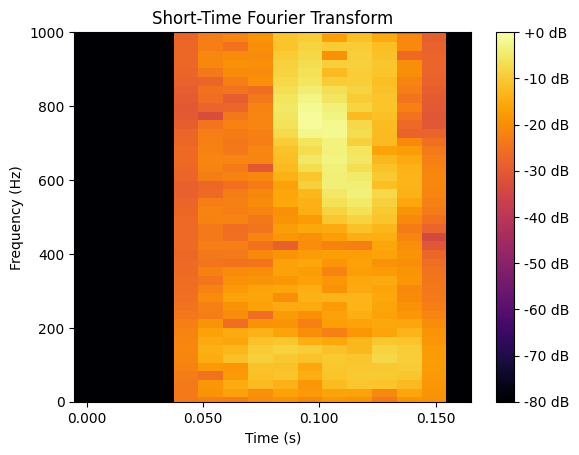 Short-Time Fourier Transform
1000
800
600
400
200
0
Frequency (Hz)
0.000
0.050
0.100
0.150
Time (s)
+0 dB
-10 dB
-20 dB
-30 dB
-40 dB
-50 dB
-60 dB
-70 dB
-80 dB